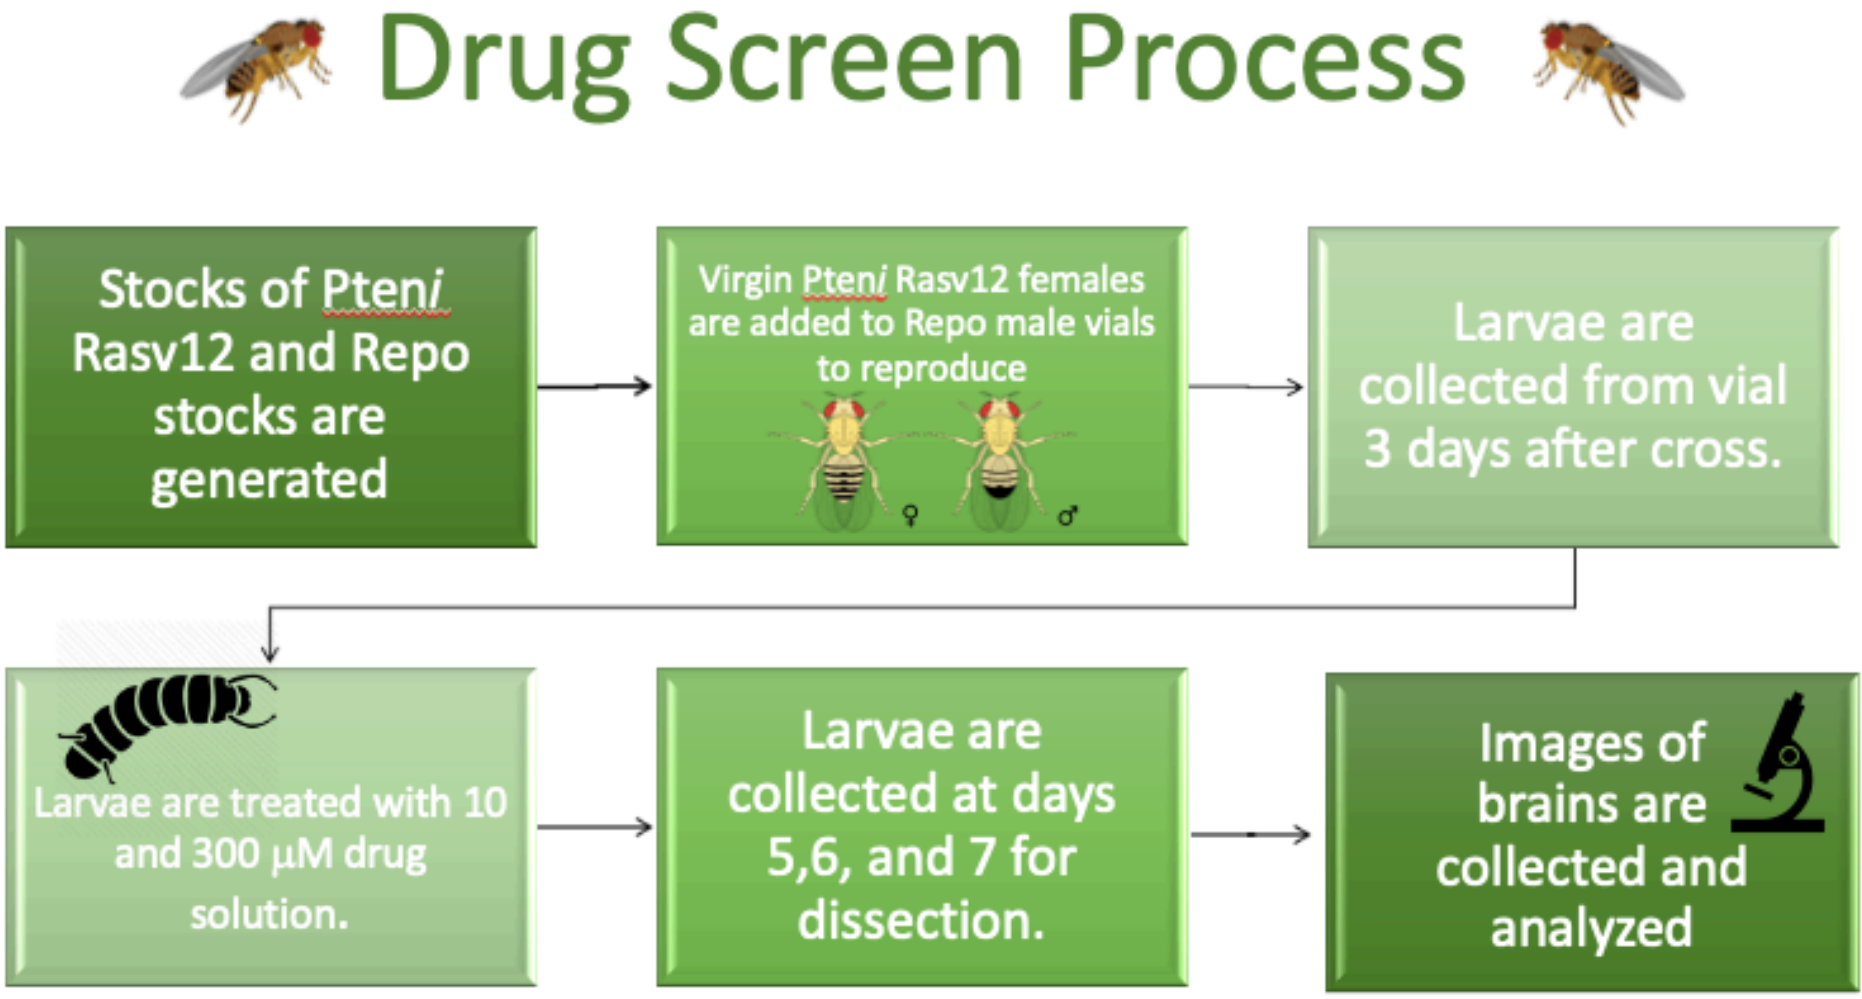 Drug Screen Process
Stocks of Pteni
Rasv12 and Repo
stocks are
generated
Virgin Pteni Rasv12 females
are added to Repo male vials
to reproduce
♀ ♂
Larvae are
collected from vial
3 days after cross.
Larvae are treated with 10
and 300 μM drug
solution.
Larvae are
collected at days
5,6, and 7 for
dissection.
Images of
brains are
collected and
analyzed